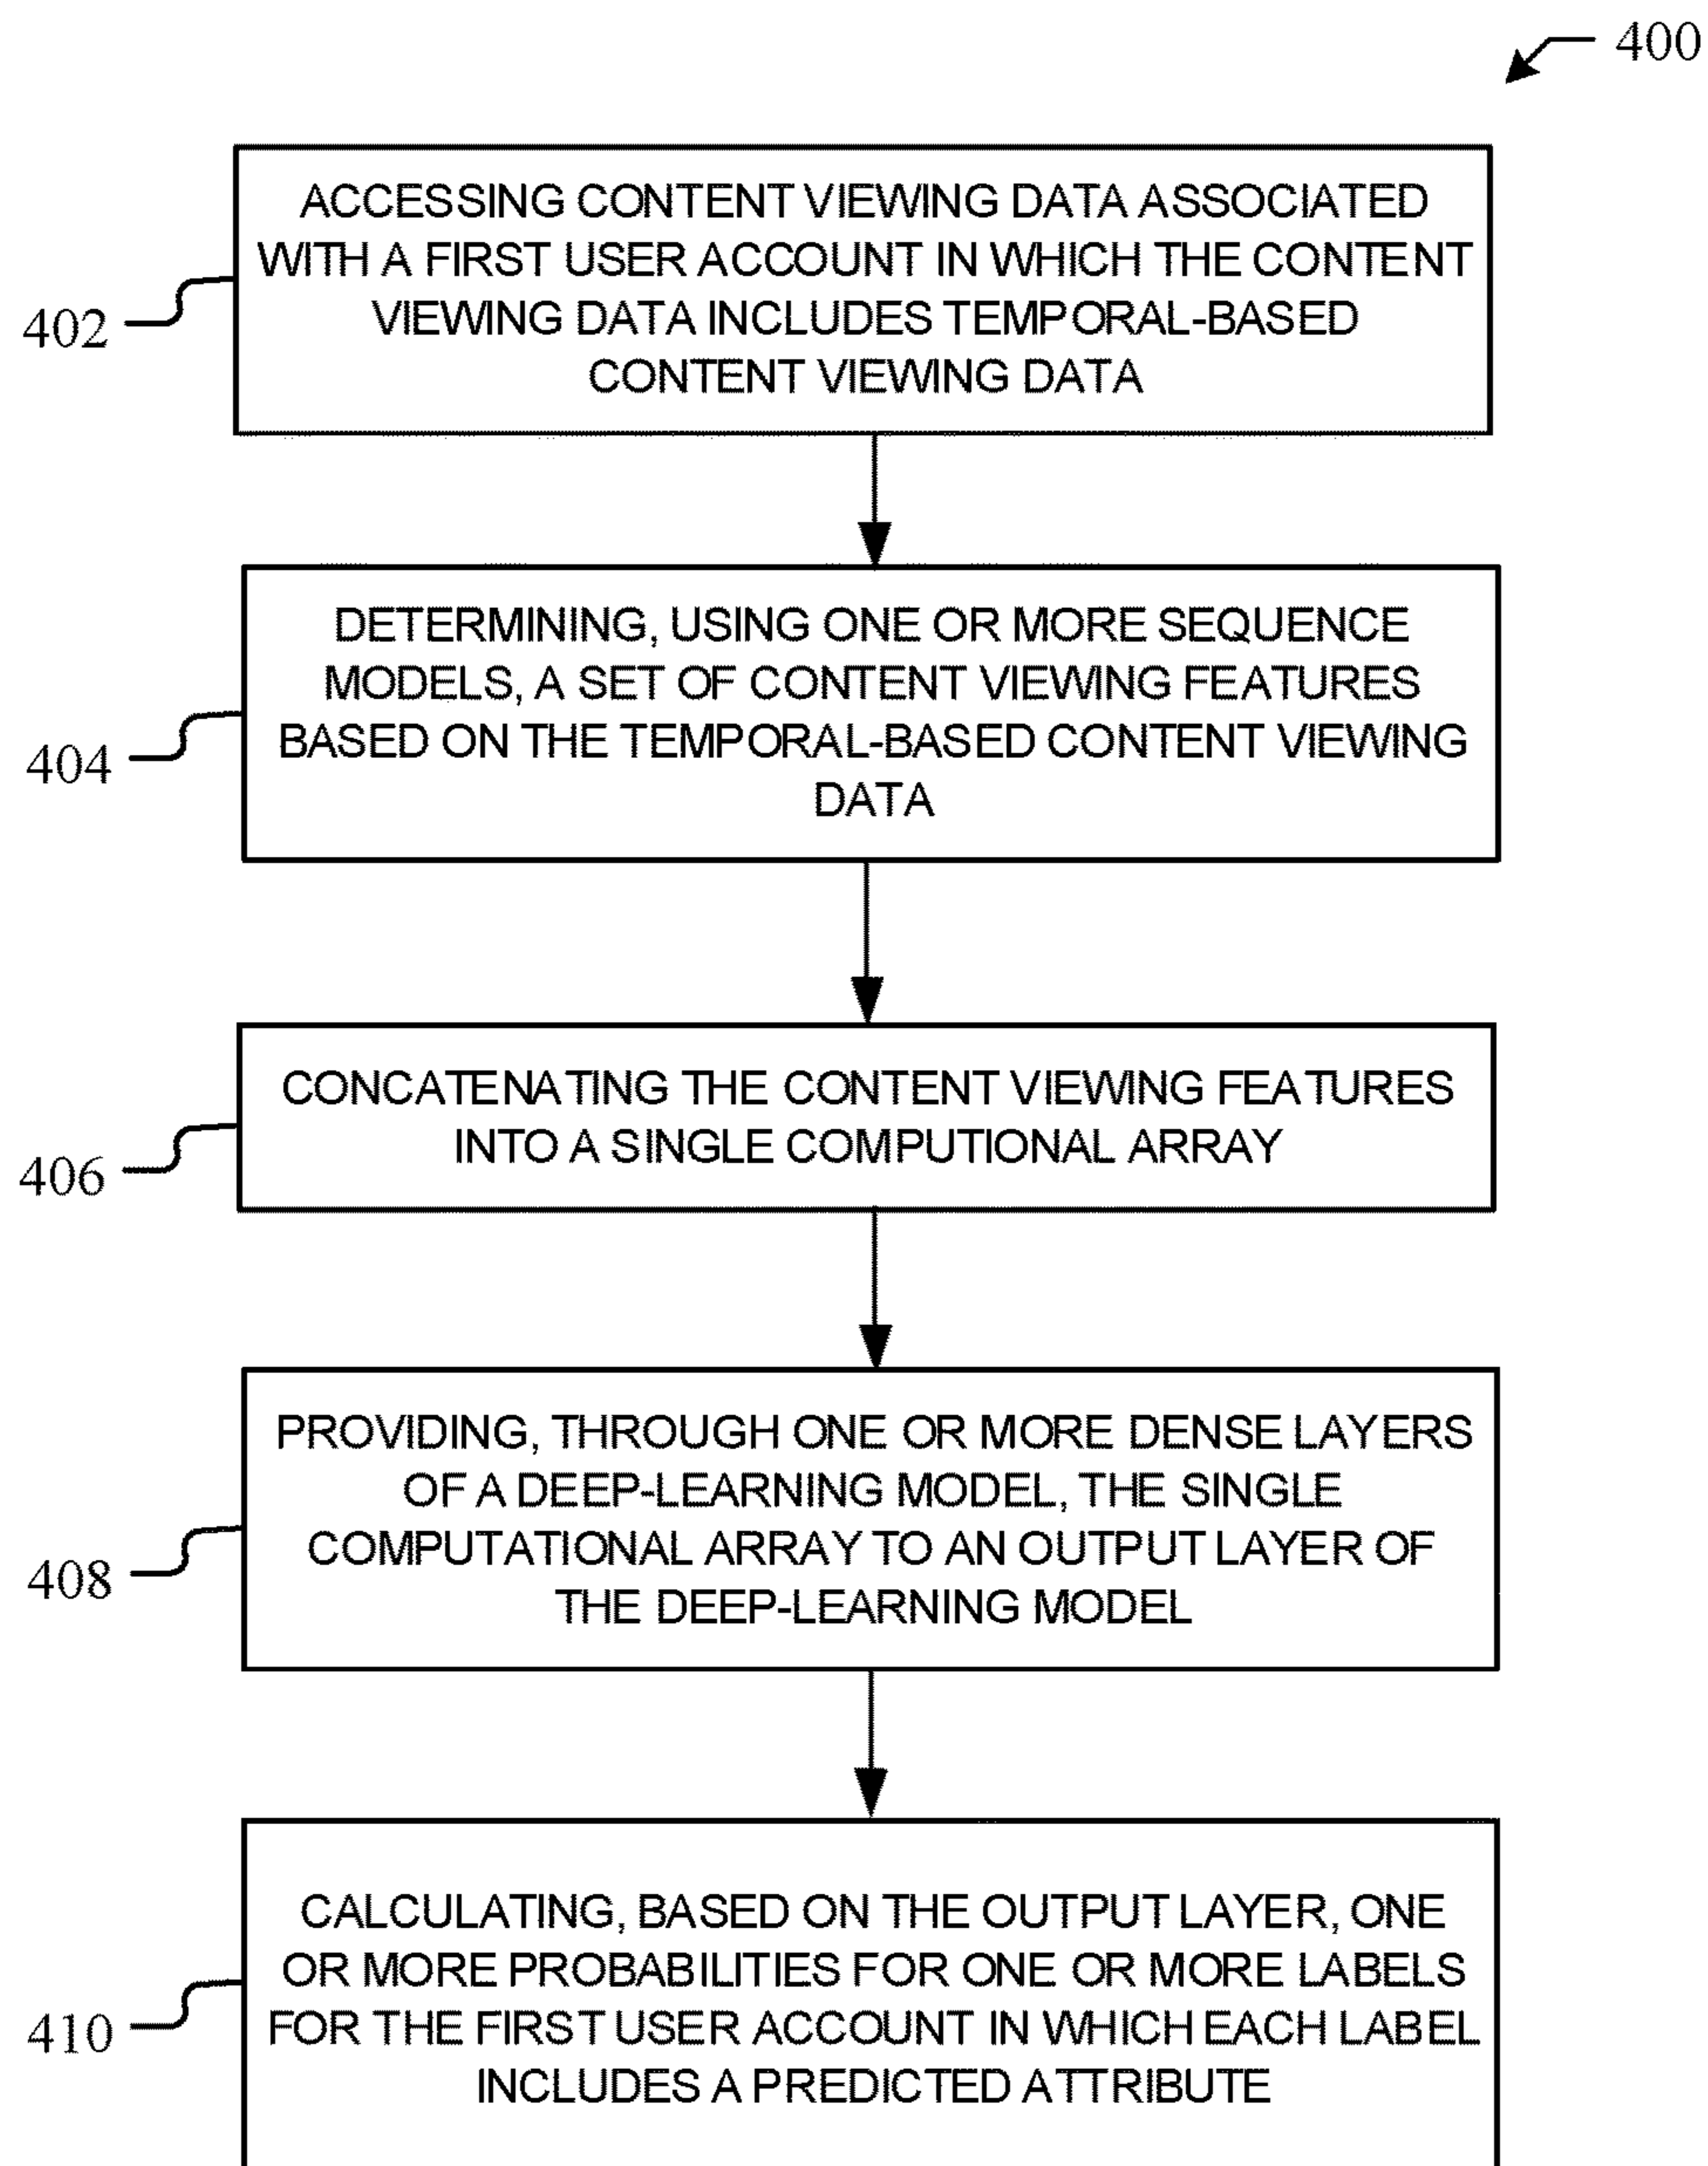 400
ACCESSING CONTENT VIEWING DATA ASSOCIATED
WITH A FIRST USER ACCOUNT IN WHICH THE CONTENT
VIEWING DATA INCLUDES TEMPORAL-BASED
CONTENT VIEWING DATA
402
DETERMINING, USING ONE OR MORE SEQUENCE
MODELS, A SET OF CONTENT VIEWING FEATURES
BASED ON THE TEMPORAL-BASED CONTENT VIEWING
DATA
404
CONCATENATING THE CONTENT VIEWING FEATURES
INTO A SINGLE COMPUTIONAL ARRAY
406
PROVIDING, THROUGH ONE OR MORE DENSE LAYERS
OF A DEEP-LEARNING MODEL, THE SINGLE
COMPUTATIONAL ARRAY TO AN OUTPUT LAYER OF
THE DEEP-LEARNING MODEL
408
CALCULATING, BASED ON THE OUTPUT LAYER, ONE
OR MORE PROBABILITIES FOR ONE OR MORE LABELS
FOR THE FIRST USER ACCOUNT IN WHICH EACH LABEL
INCLUDES A PREDICTED ATTRIBUTE
410